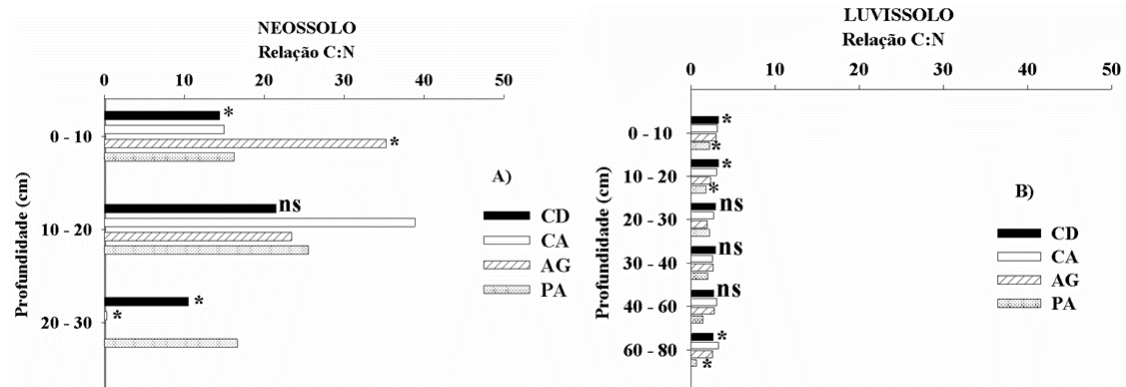 NEOSSOLO
Relação C:N
0 10 20 30 40 50
Profundidade (cm)
0 - 10
10 - 20
20 - 30
*
*
ns
*
*
A)
CD
CA
AG
PA
LUVISSOLO
Relação C:N
0 10 20 30 40 50
Profundidade (cm)
0 - 10
10 - 20
20 - 30
30 - 40
40 - 60
60 - 80
*
*
*
*
ns
ns
ns
*
*
B)
CD
CA
AG
PA